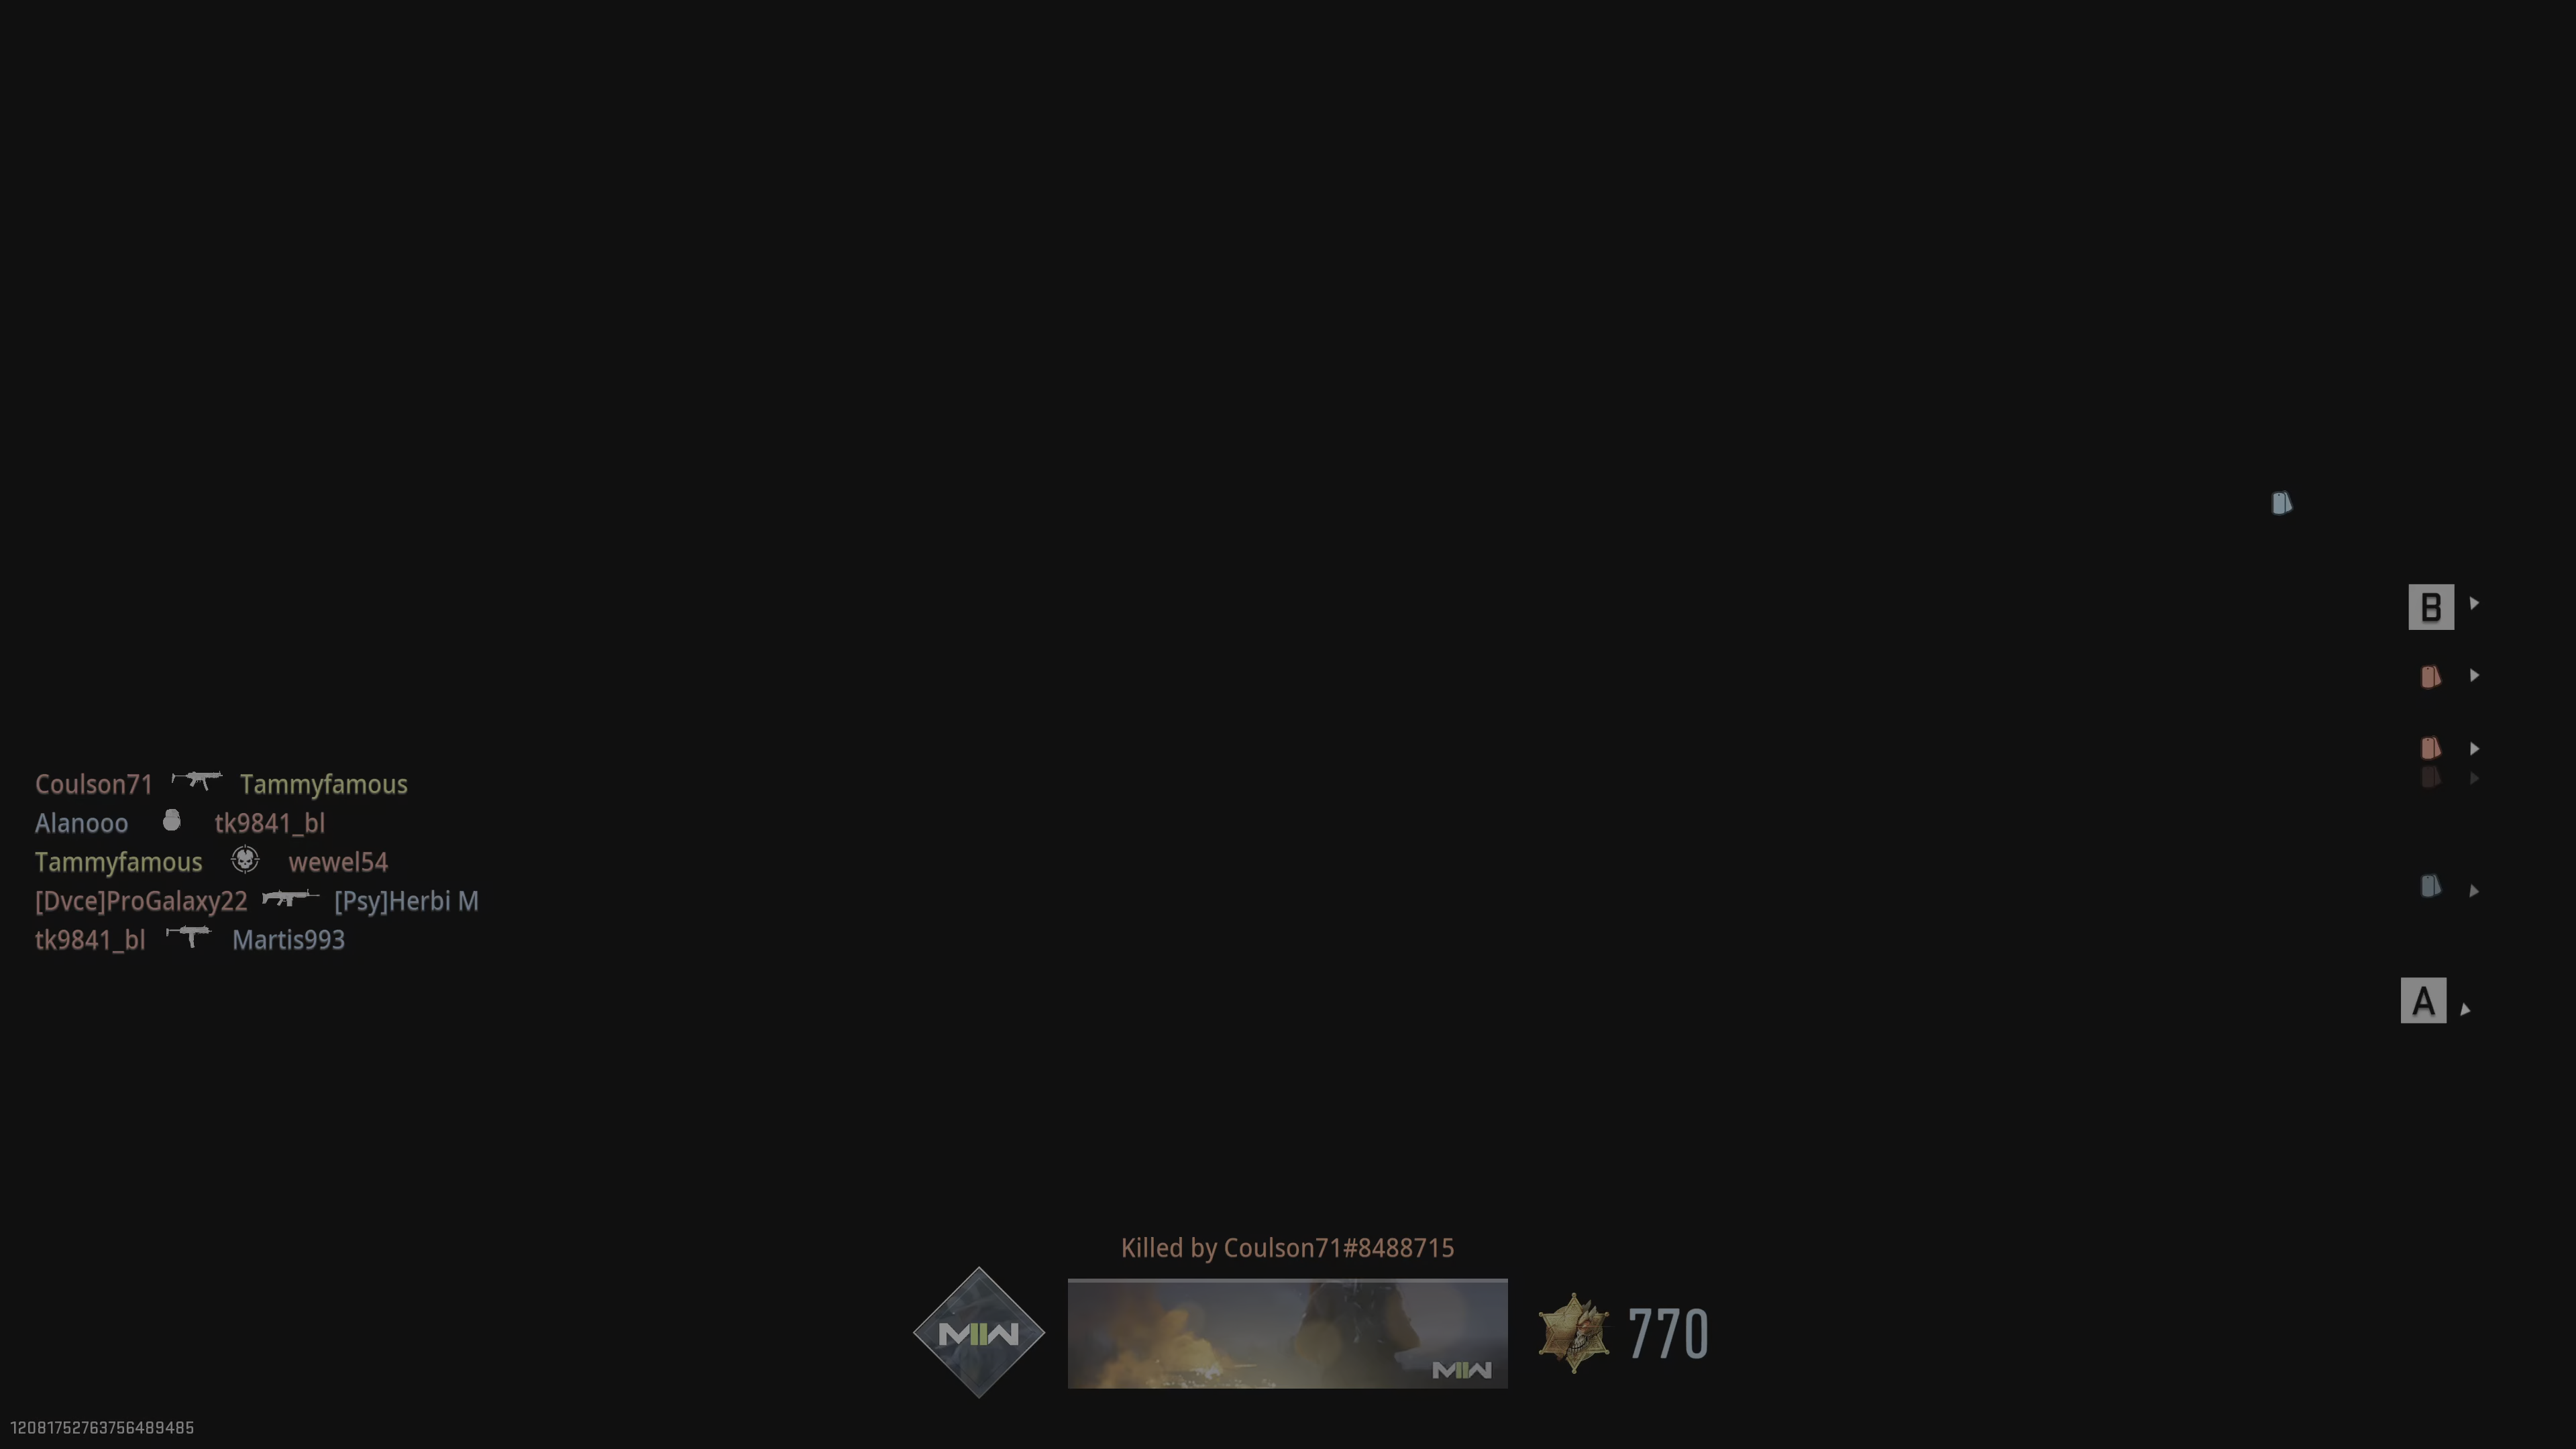 B
Coulson71 Tammyfamous
Alanooo tk9841_bl
Tammyfamous wewel54
[Dvce]ProGalaxy22 [Psy]Herbi M
tk9841_bl Martis993
A
Killed by Coulson71#8488715
MIIW
MIIW
770
12081752763756489485